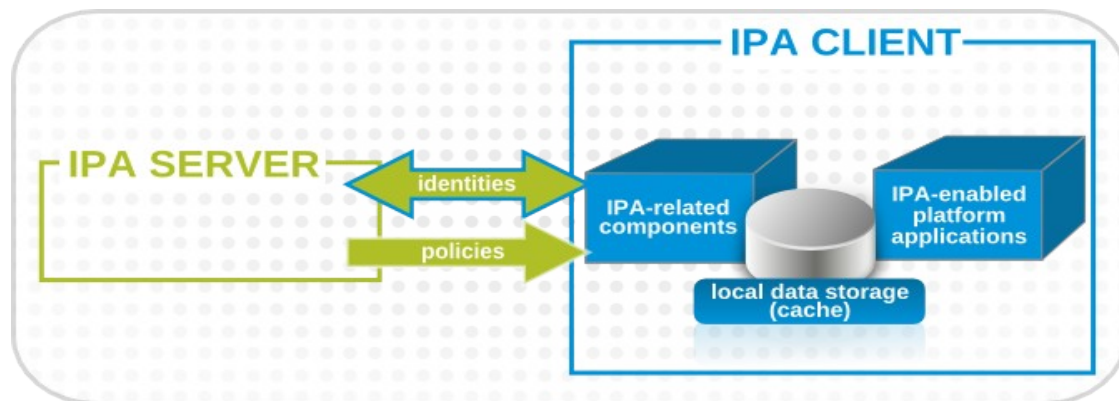 IPA CLIENT
IPA SERVER
identities
policies
IPA-related
components
IPA-enabled
platform
applications
local data storage
(cache)